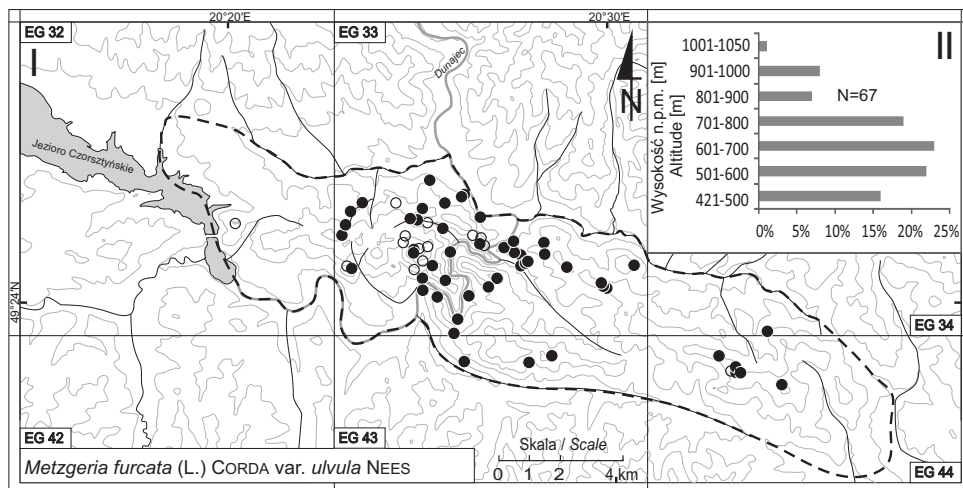 20°20'E
20°30'E
EG 32
EG 33
I
II
Dunajec
N
Jezioro Czorsztyńskie
49°24'N
Wysokość n.p.m. [m]
Altitude [m]
1001-1050
901-1000
801-900
701-800
601-700
501-600
421-500
N=67
0% 5% 10% 15% 20% 25%
EG 34
EG 42
EG 43
EG 44
Skala / Scale
0 1 2 4 km
Metzgeria furcata (L.) CORDA var. ulvula NEES